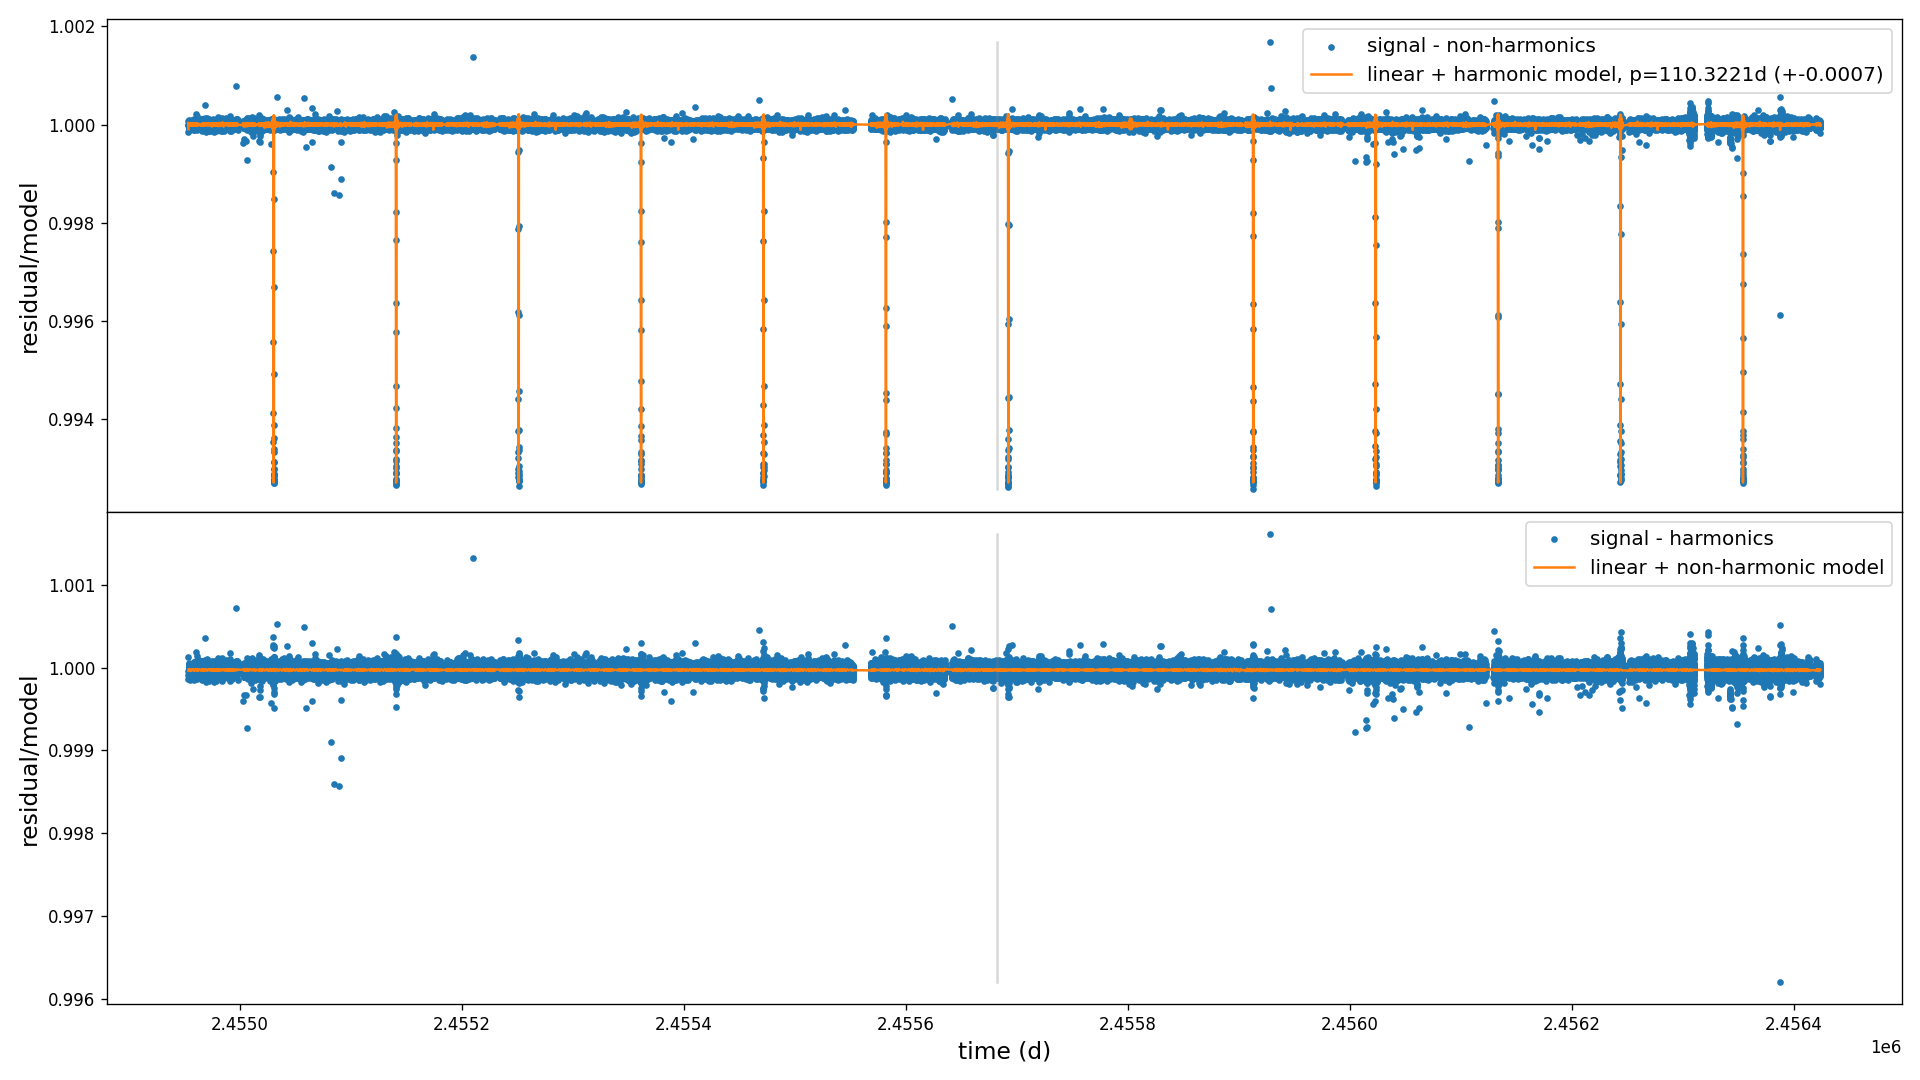 1.002
1.000
0.998
0.996
0.994
residual/model
signal - non-harmonics
linear + harmonic model, p=110.3221d (+-0.0007)
1.001
1.000
0.999
0.998
0.997
0.996
residual/model
signal - harmonics
linear + non-harmonic model
2.4550 2.4552 2.4554 2.4556 2.4558 2.4560 2.4562 2.4564
1e6
time (d)